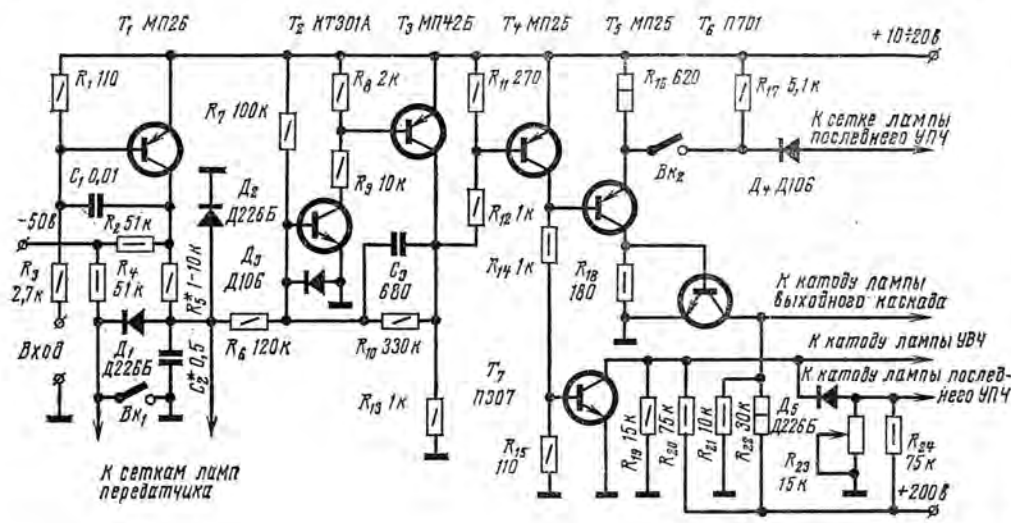 T₁ МП26
T₂ КТ301А
T₃ МП42Б
T₄ МП25
T₅ МП25
T₆ П701
+10÷20в
R₁ 110
R₇ 100к
R₈ 2к
R₁₁ 270
R₁₆ 620
R₁₇ 5,1к
К сетке лампы
последнего УПЧ
C₁ 0,01
R₉ 10к
Вк₂
Д₄ Д106
-50в
R₂ 51к
Д₂
Д226Б
R₁₂ 1к
R₃
2,7к
R₄
51к
R₅* 1-10к
Д₃
Д106
C₃
680
R₁₄ 1к
R₁₈
180
К катоду лампы
выходного каскада
Вход
Д₁
Д226Б
C₂* 0,5
R₆ 120к
R₁₀ 330к
К катоду лампы УВЧ
T₇
П307
К катоду лампы послед-
него УПЧ
Вк₁
R₁₃ 1к
R₁₅
110
R₁₉ 15к
R₂₀ 75к
R₂₁ 10к
R₂₂ 30к
Д₅
Д226Б
R₂₃
15к
R₂₄
75к
+200в
К сеткам ламп
передатчика